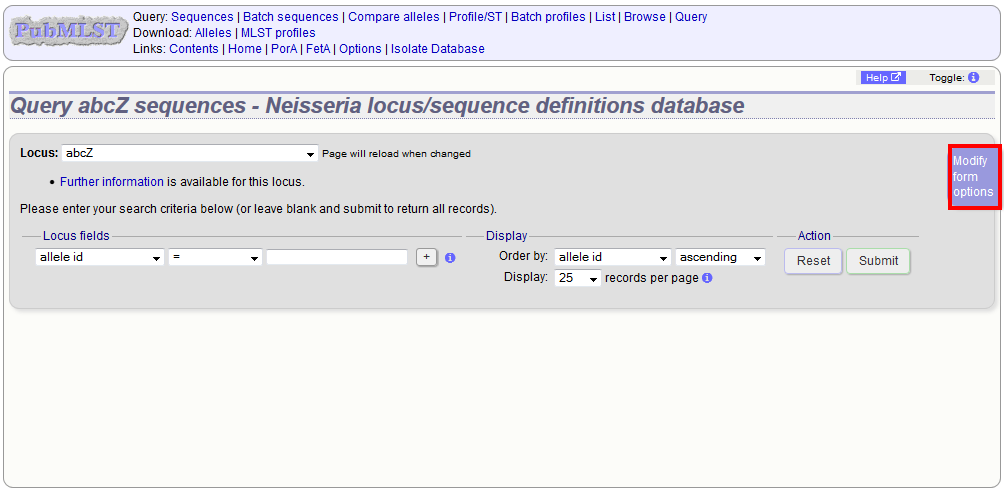 PubMLST
Query: Sequences | Batch sequences | Compare alleles | Profile/ST | Batch profiles | List | Browse | Query
Download: Alleles | MLST profiles
Links: Contents | Home | PorA | FetA | Options | Isolate Database
Help Toggle: i
Query abcZ sequences - Neisseria locus/sequence definitions database
Locus: abcZ Page will reload when changed
• Further information is available for this locus.
Modify
form
options
Please enter your search criteria below (or leave blank and submit to return all records).
Locus fields Display Action
allele id = + i Order by: allele id ascending Reset Submit
Display: 25 records per page i